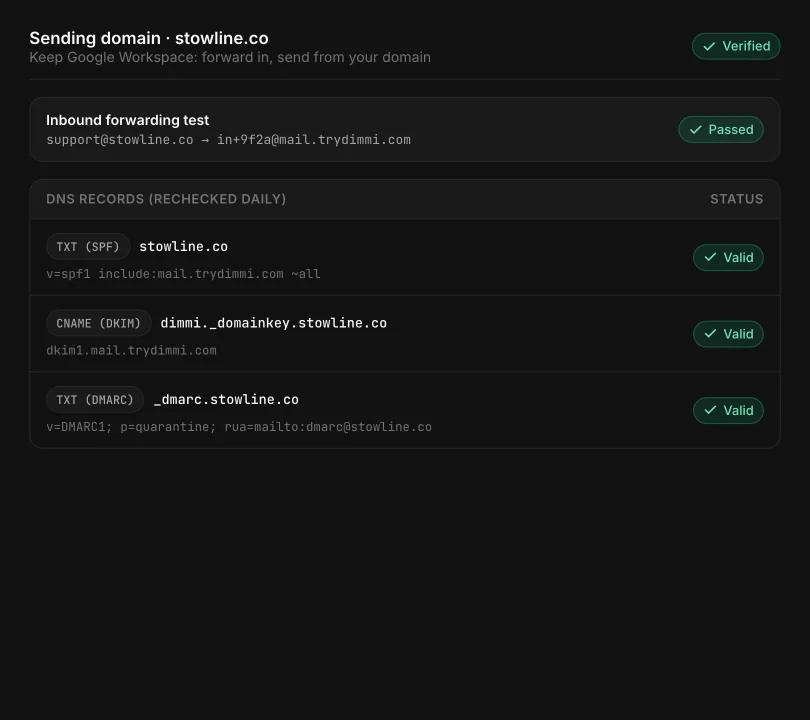 Sending domain · stowline.co
Keep Google Workspace: forward in, send from your domain
Verified
Inbound forwarding test
support@stowline.co → in+9f2a@mail.trydimmi.com
Passed
DNS RECORDS (RECHECKED DAILY) STATUS
TXT (SPF) stowline.co
v=spf1 include:mail.trydimmi.com ~all
Valid
CNAME (DKIM) dimmi._domainkey.stowline.co
dkim1.mail.trydimmi.com
Valid
TXT (DMARC) _dmarc.stowline.co
v=DMARC1; p=quarantine; rua=mailto:dmarc@stowline.co
Valid